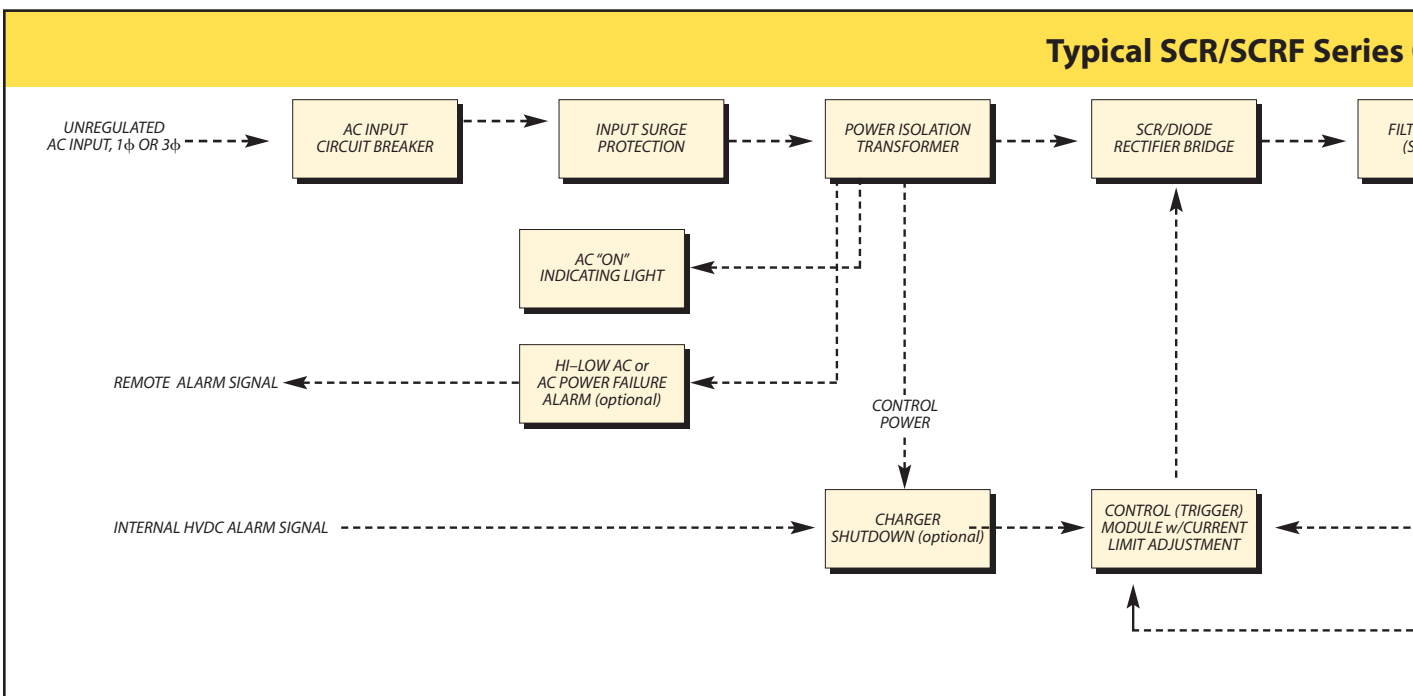 Typical SCR/SCRF Series
UNREGULATED
AC INPUT, 1ϕ OR 3ϕ
AC INPUT
CIRCUIT BREAKER
INPUT SURGE
PROTECTION
POWER ISOLATION
TRANSFORMER
SCR/DIODE
RECTIFIER BRIDGE
FILT
(S
AC “ON”
INDICATING LIGHT
REMOTE ALARM SIGNAL
HI–LOW AC or
AC POWER FAILURE
ALARM (optional)
CONTROL
POWER
INTERNAL HVDC ALARM SIGNAL
CHARGER
SHUTDOWN (optional)
CONTROL (TRIGGER)
MODULE w/CURRENT
LIMIT ADJUSTMENT